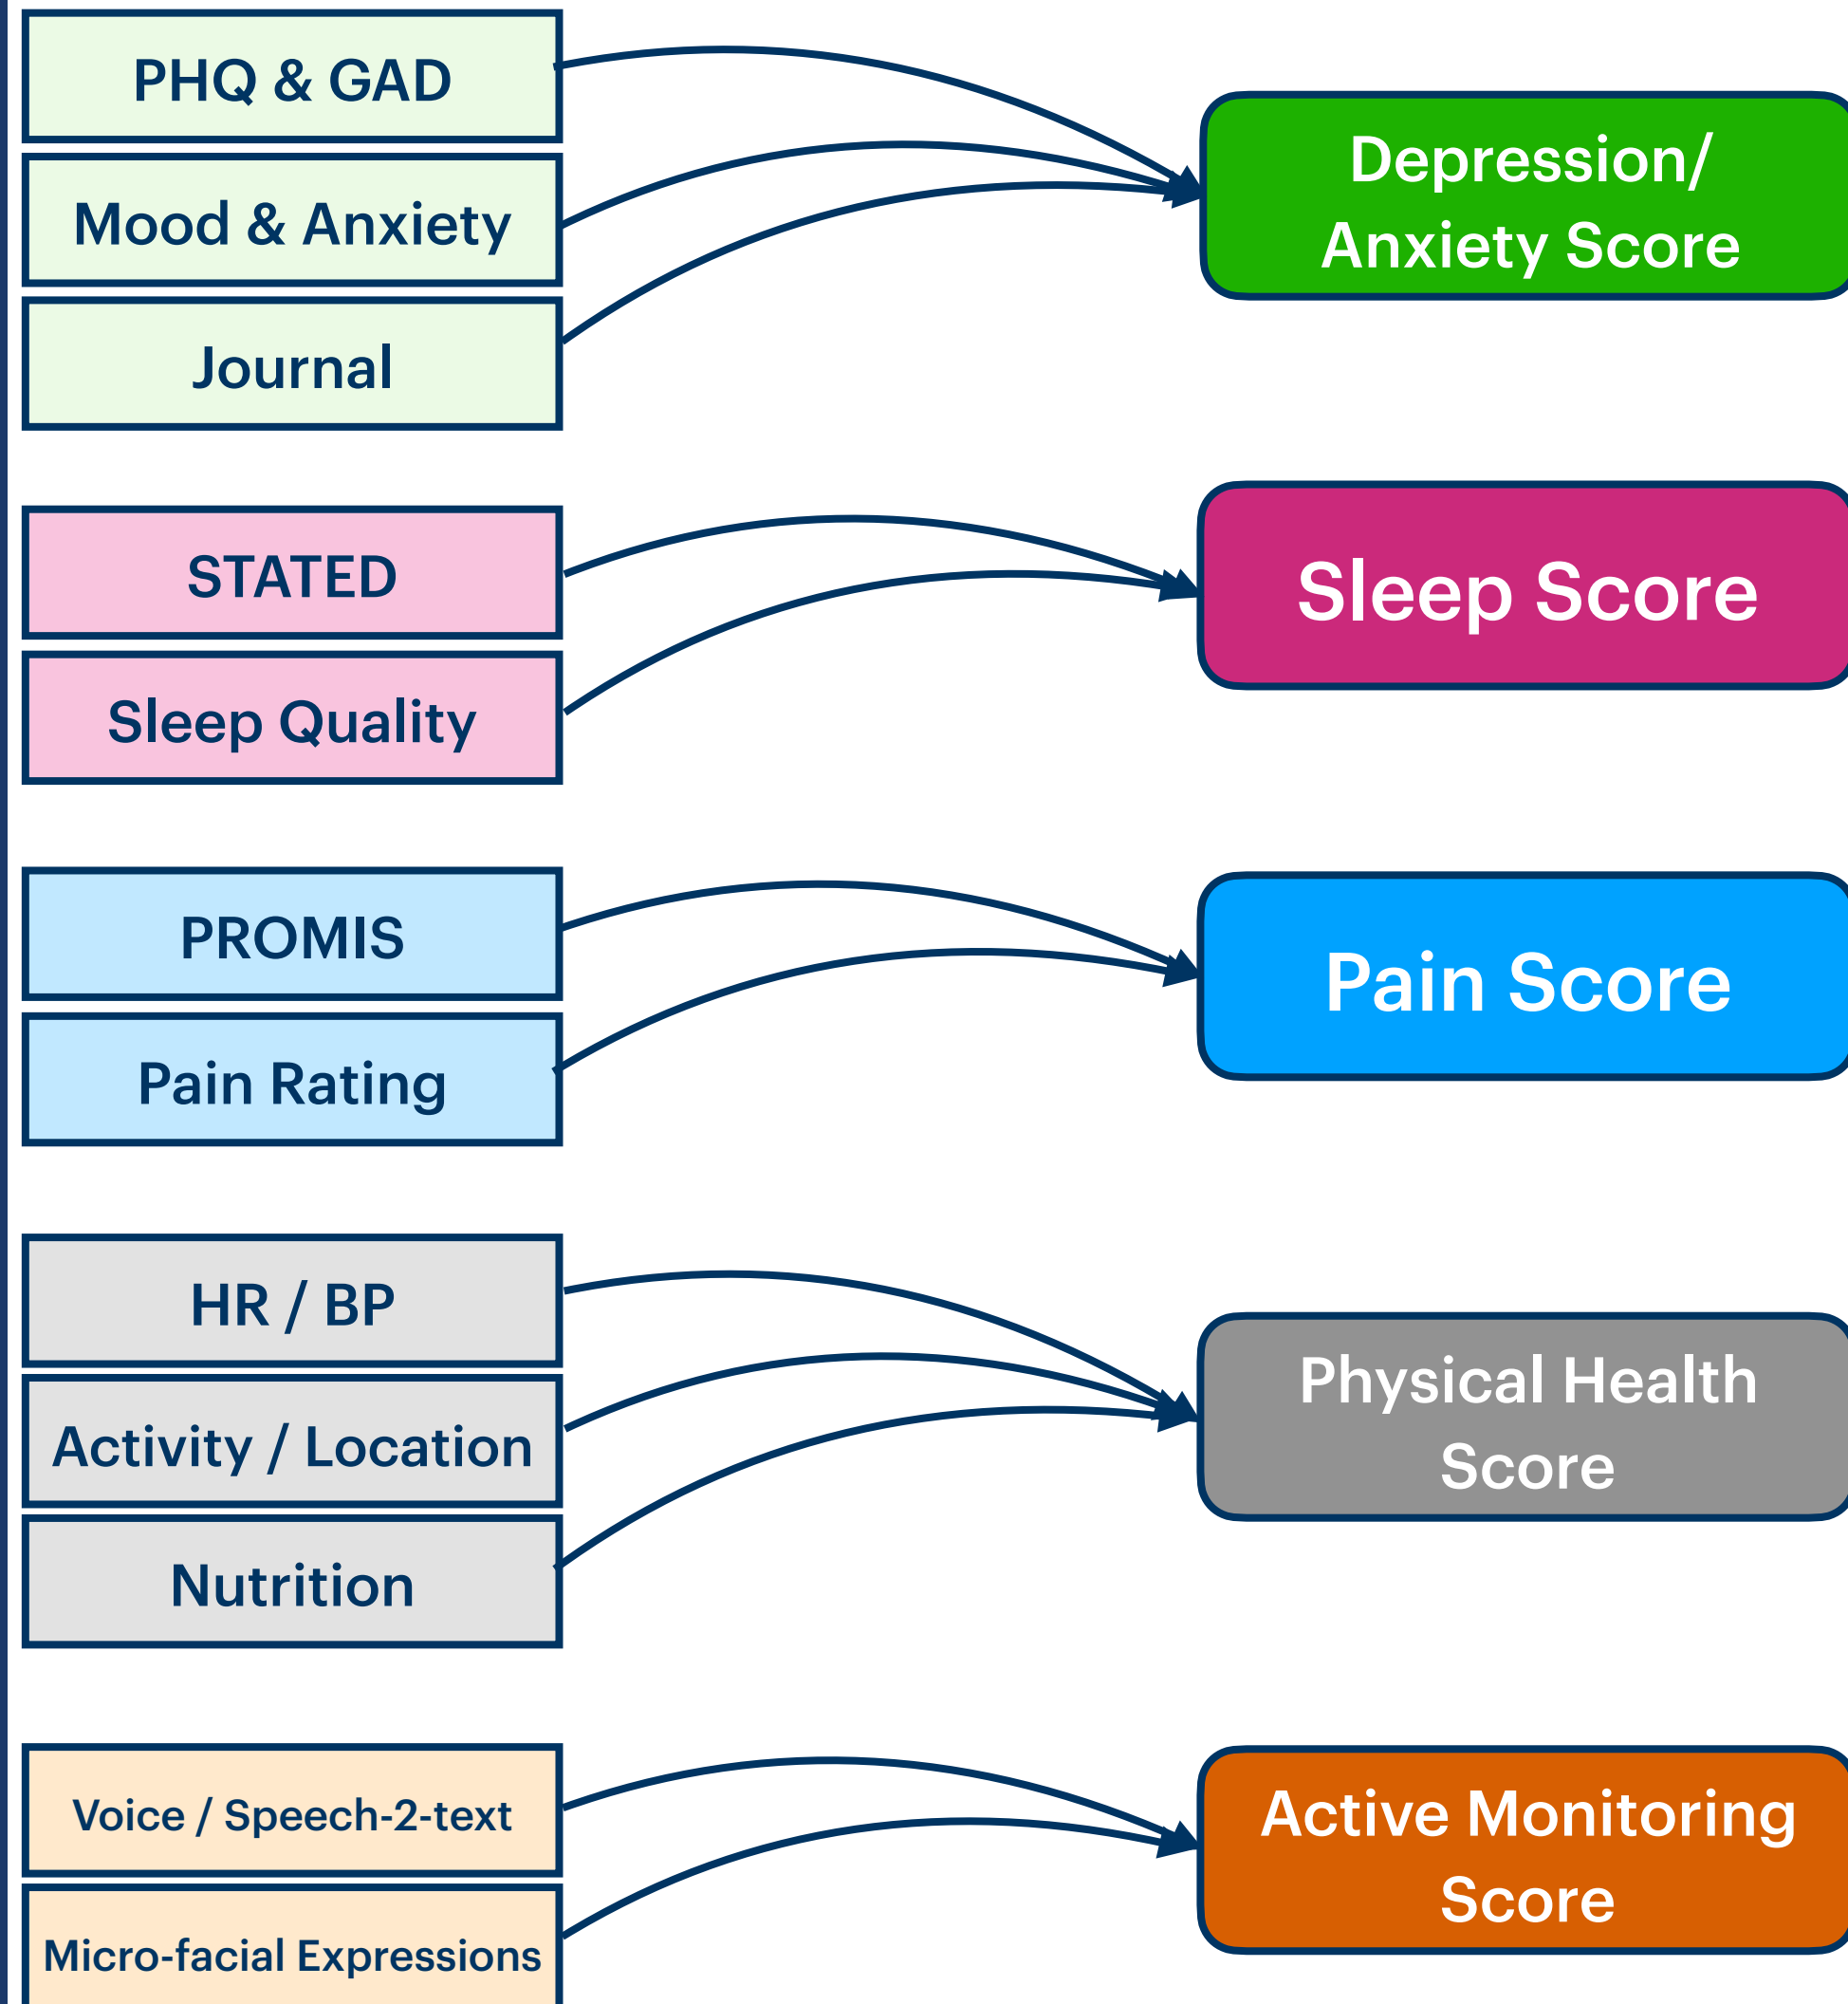 PHQ & GAD
Mood & Anxiety
Journal
Depression/
Anxiety Score
STATED
Sleep Quality
Sleep Score
PROMIS
Pain Rating
Pain Score
HR / BP
Activity / Location
Nutrition
Physical Health
Score
Voice / Speech-2-text
Micro-facial Expressions
Active Monitoring
Score